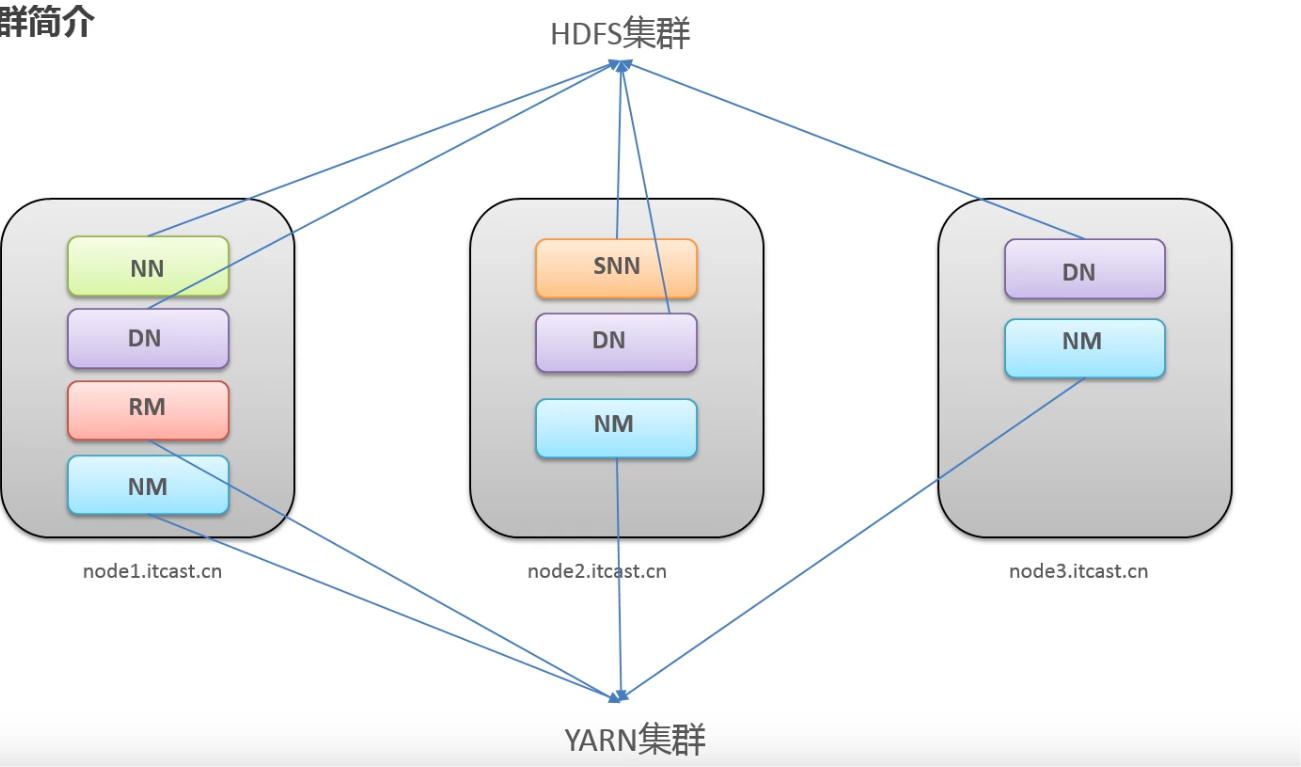 群简介
HDFS集群
NN
DN
RM
NM
node1.itcast.cn
SNN
DN
NM
node2.itcast.cn
DN
NM
node3.itcast.cn
YARN集群